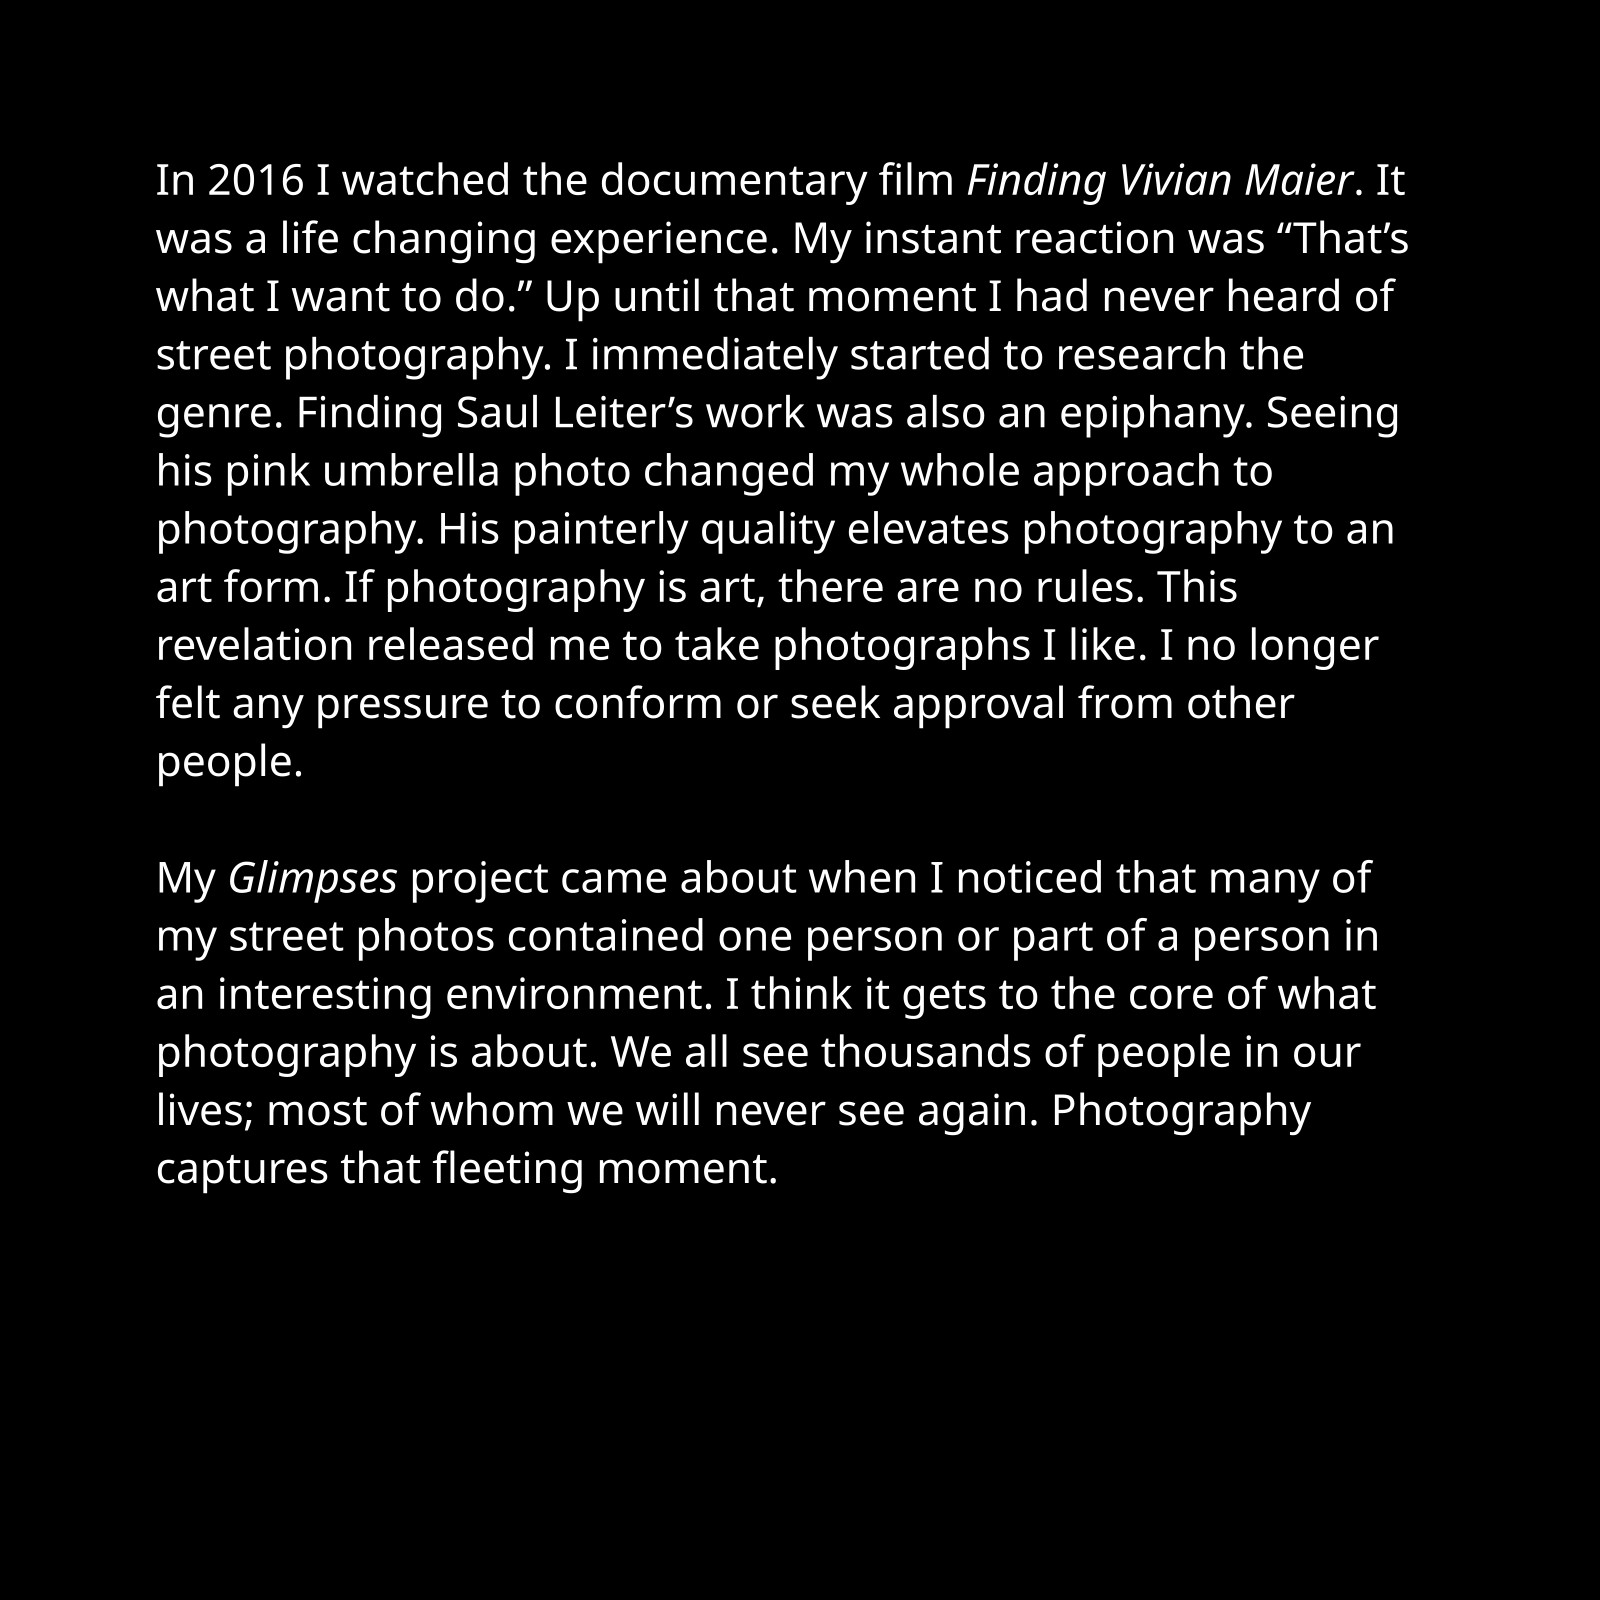 In 2016 I watched the documentary film Finding Vivian Maier. It
was a life changing experience. My instant reaction was “That’s
what I want to do.” Up until that moment I had never heard of
street photography. I immediately started to research the
genre. Finding Saul Leiter’s work was also an epiphany. Seeing
his pink umbrella photo changed my whole approach to
photography. His painterly quality elevates photography to an
art form. If photography is art, there are no rules. This
revelation released me to take photographs I like. I no longer
felt any pressure to conform or seek approval from other
people.

My Glimpses project came about when I noticed that many of
my street photos contained one person or part of a person in
an interesting environment. I think it gets to the core of what
photography is about. We all see thousands of people in our
lives; most of whom we will never see again. Photography
captures that fleeting moment.